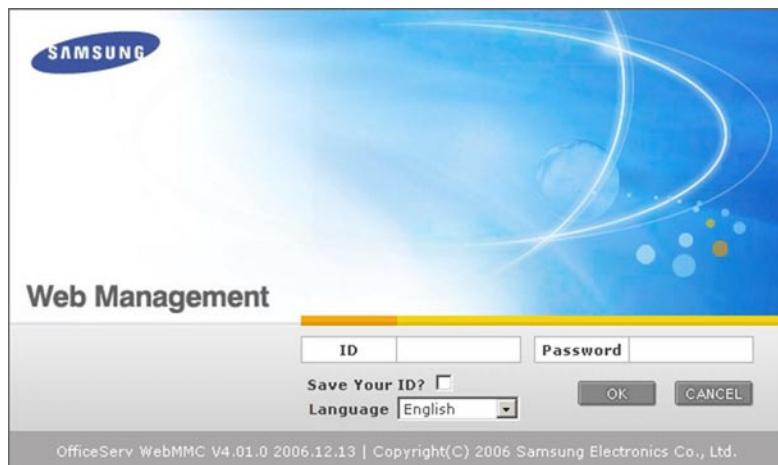 SAMSUNG
Web Management
ID
Password
Save Your ID?
Language English
OK CANCEL
OfficeServ WebMMC V4.01.0 2006.12.13 | Copyright(C) 2006 Samsung Electronics Co., Ltd.